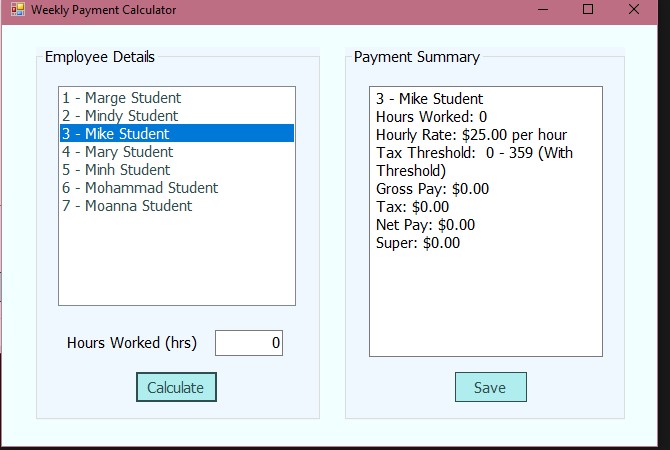 Weekly Payment Calculator
Employee Details
1 - Marge Student
2 - Mindy Student
3 - Mike Student
4 - Mary Student
5 - Minh Student
6 - Mohammad Student
7 - Moanna Student
Hours Worked (hrs) 0
Calculate
Payment Summary
3 - Mike Student
Hours Worked: 0
Hourly Rate: $25.00 per hour
Tax Threshold:  0 - 359 (With
Threshold)
Gross Pay: $0.00
Tax: $0.00
Net Pay: $0.00
Super: $0.00
Save